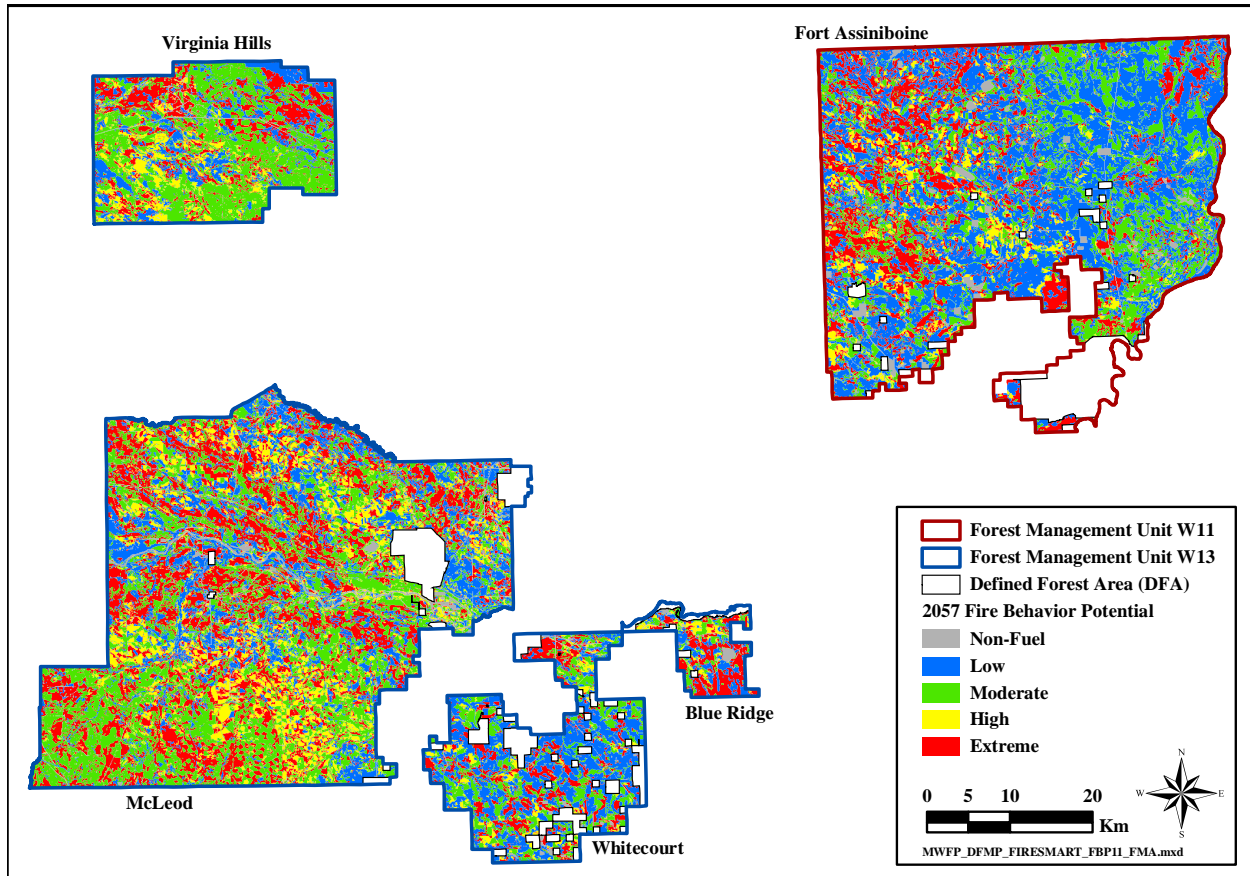 Virginia Hills
Fort Assiniboine
McLeod
Blue Ridge
Whitecourt
Forest Management Unit W11
Forest Management Unit W13
Defined Forest Area (DFA)
2057 Fire Behavior Potential
Non-Fuel
Low
Moderate
High
Extreme
N
W E
S
0 5 10 20
Km
MWFP_DFMP_FIRESMART_FBP11_FMA.mxd